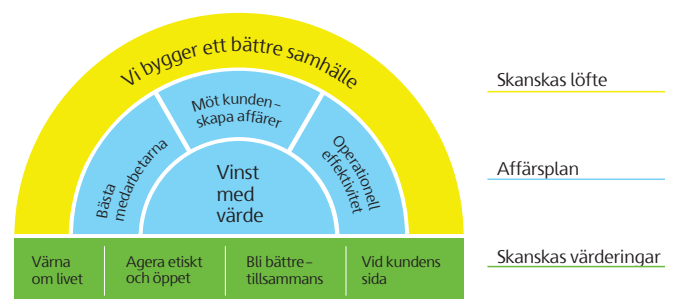 Vi bygger ett bättre samhälle
Möt kunden–
skapa affärer
Bästa
medarbetarna
Operationell
effektivitet
Vinst
med
värde
Värna
om livet
Agera etiskt
och öppet
Bli bättre–
tillsammans
Vid kundens
sida
Skanskas löfte
Affärsplan
Skanskas värderingar